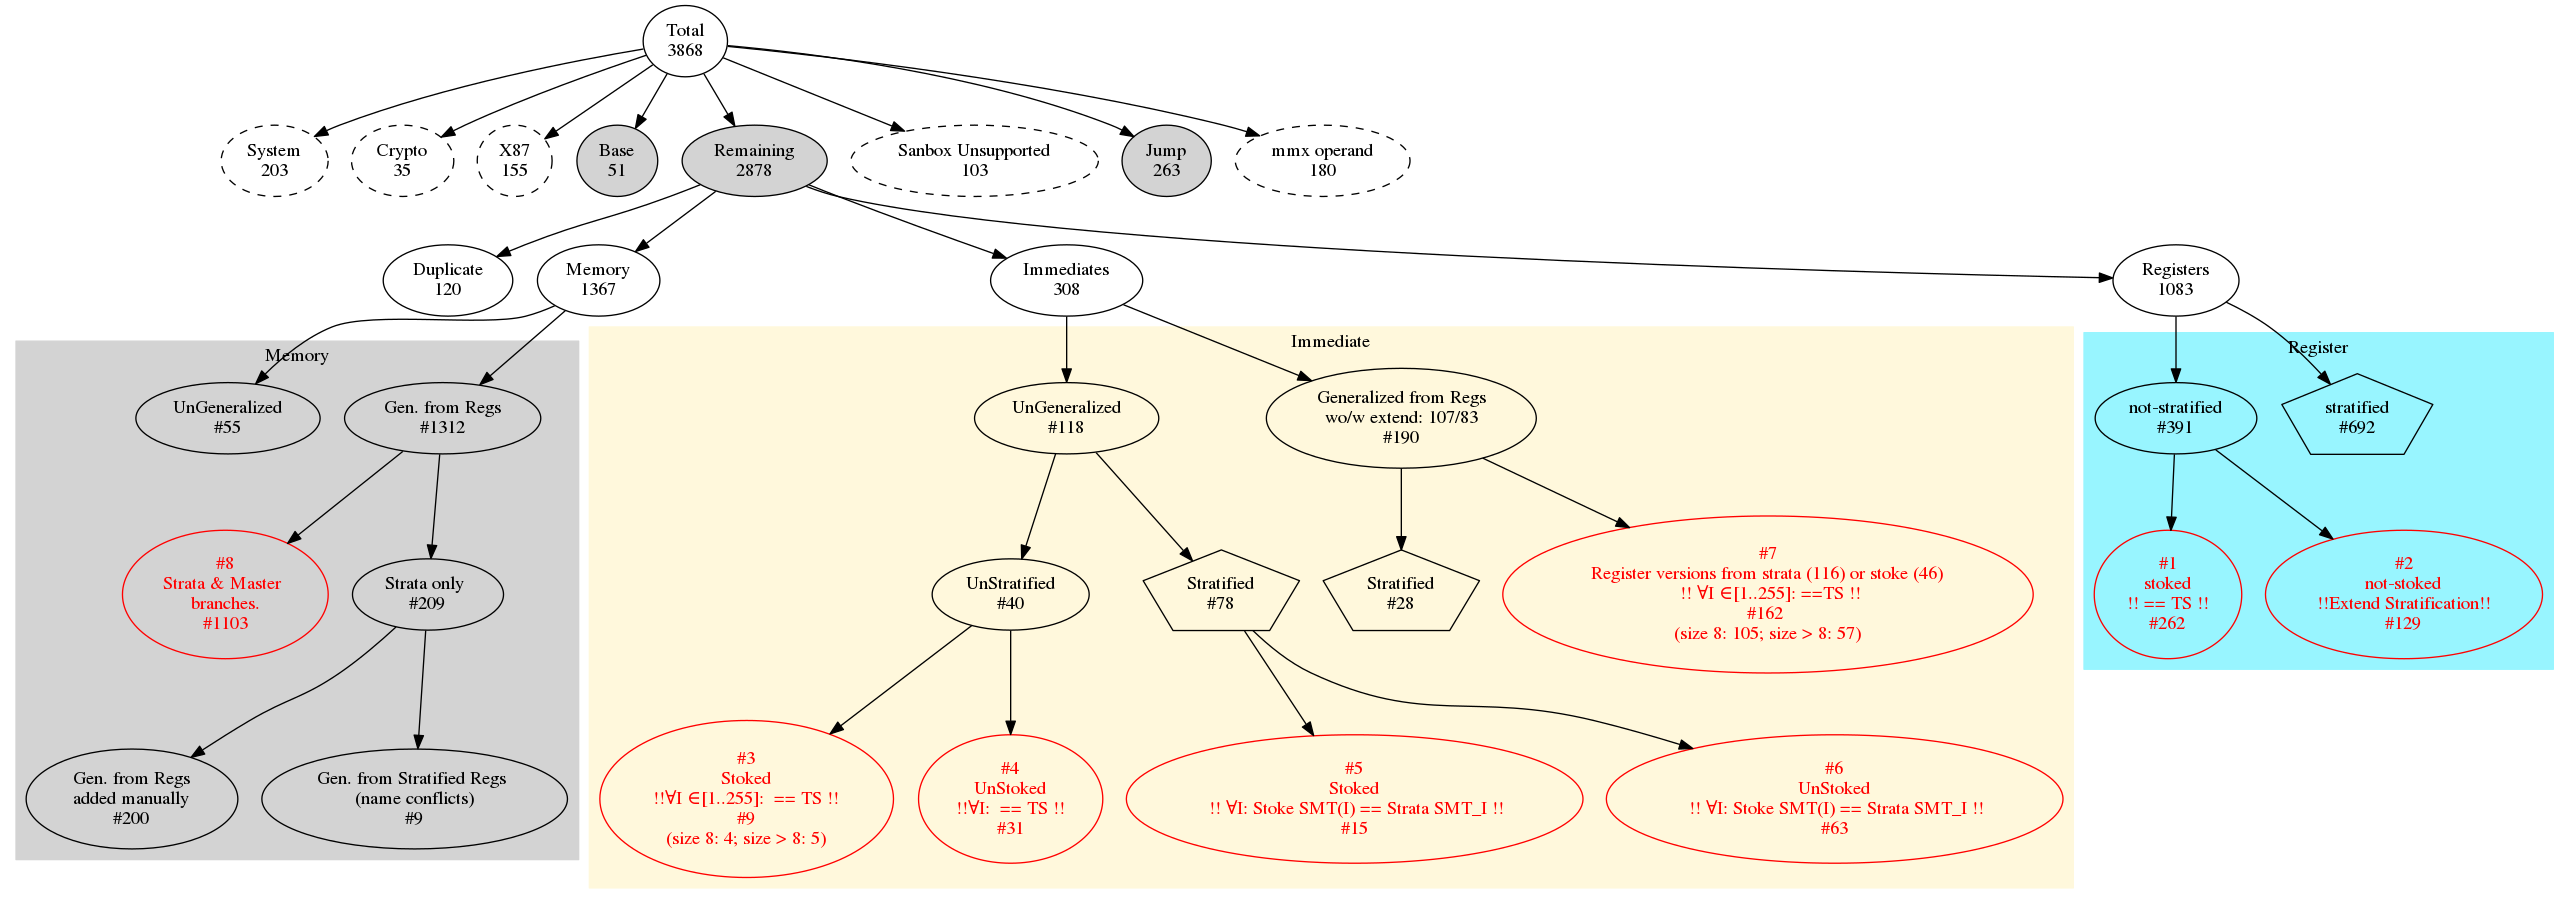 Total
3868
System
203
Crypto
35
X87
155
Base
51
Remaining
2878
Sanbox Unsupported
103
Jump
263
mmx operand
180
Duplicate
120
Memory
1367
Immediates
308
Registers
1083
Memory
UnGeneralized
#55
Gen. from Regs
#1312
#8
Strata & Master
branches.
#1103
Strata only
#209
Gen. from Regs
added manually
#200
Gen. from Stratified Regs
(name conflicts)
#9
Immediate
UnGeneralized
#118
Generalized from Regs
wo/w extend: 107/83
#190
UnStratified
#40
Stratified
#78
Stratified
#28
#7
Register versions from strata (116) or stoke (46)
!! ∀I ∈[1..255]: ==TS !!
#162
(size 8: 105; size > 8: 57)
#3
Stoked
!!∀I ∈[1..255]: == TS !!
#9
(size 8: 4; size > 8: 5)
#4
UnStoked
!!∀I: == TS !!
#31
#5
Stoked
!! ∀I: Stoke SMT(I) == Strata SMT_I !!
#15
#6
UnStoked
!! ∀I: Stoke SMT(I) == Strata SMT_I !!
#63
Register
not-stratified
#391
stratified
#692
#1
stoked
!! == TS !!
#262
#2
not-stoked
!!Extend Stratification!!
#129